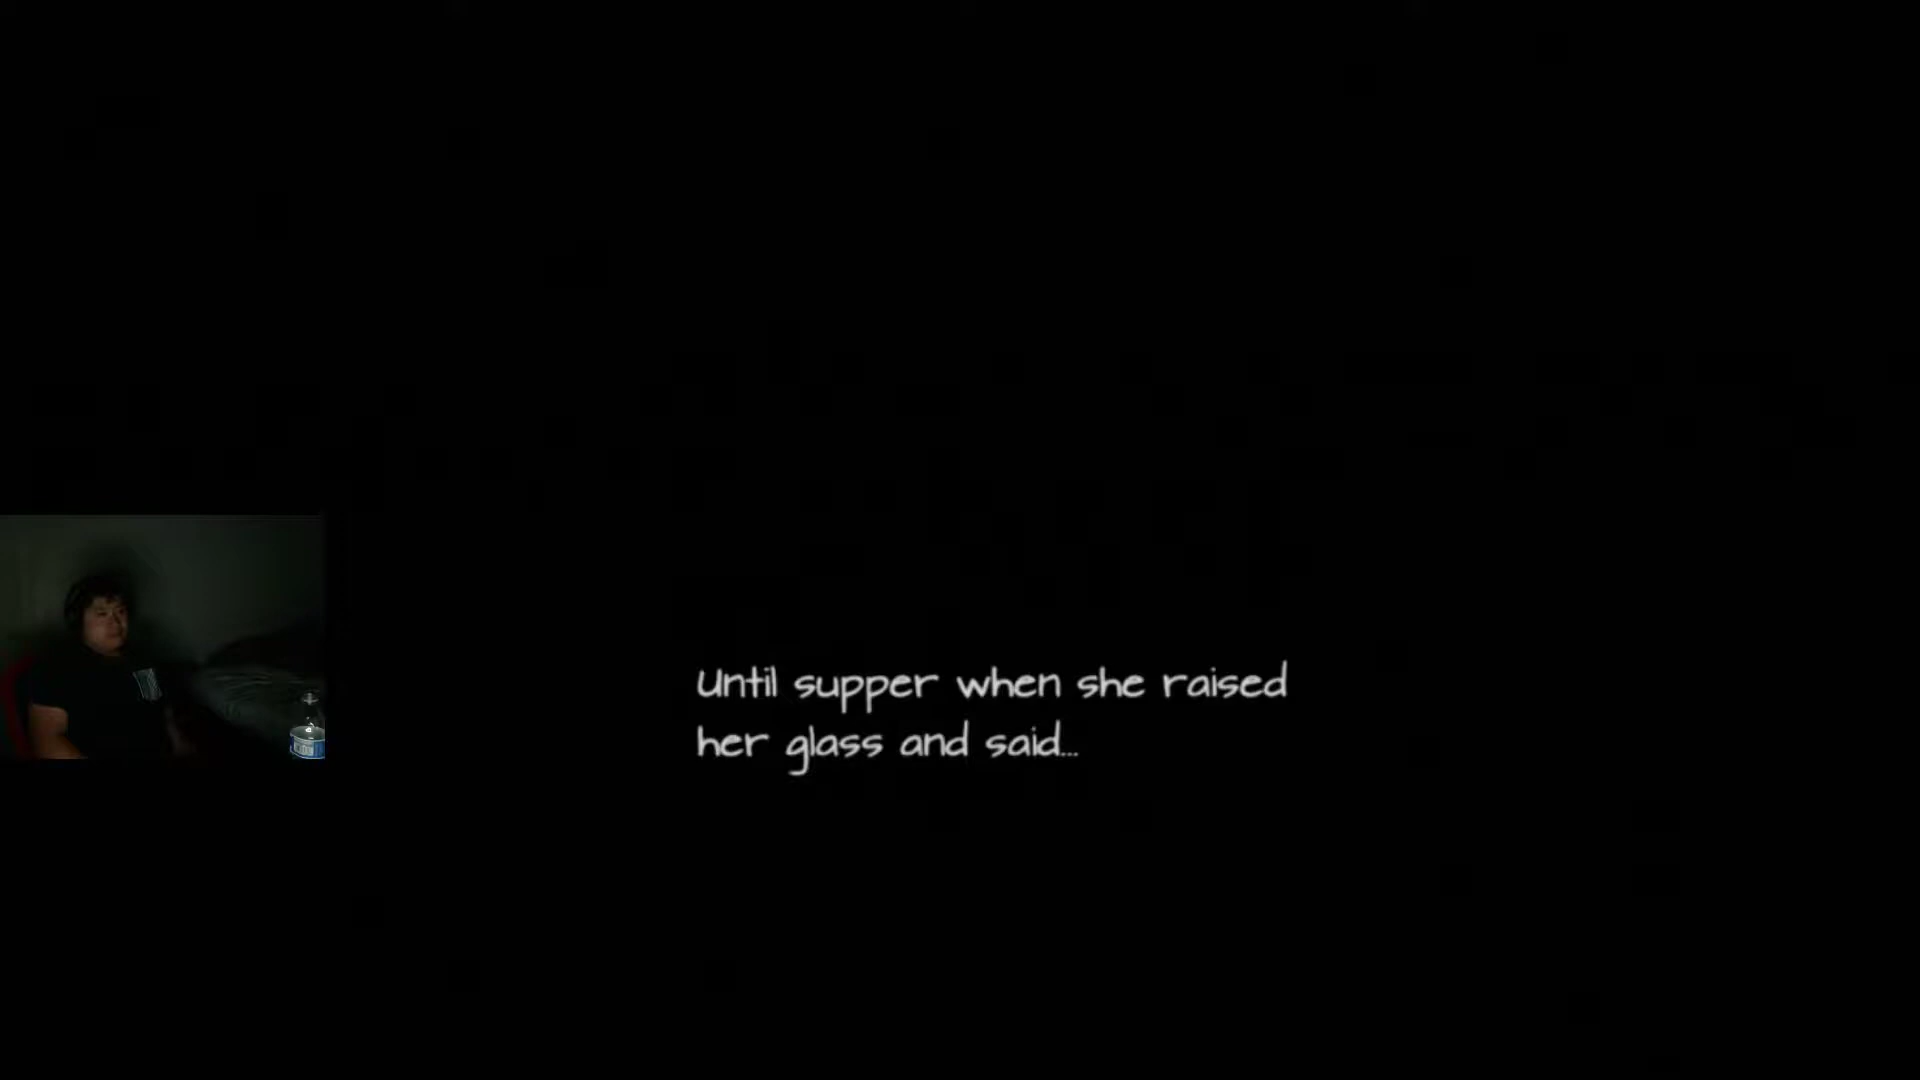 Until supper when she raised
her glass and said...